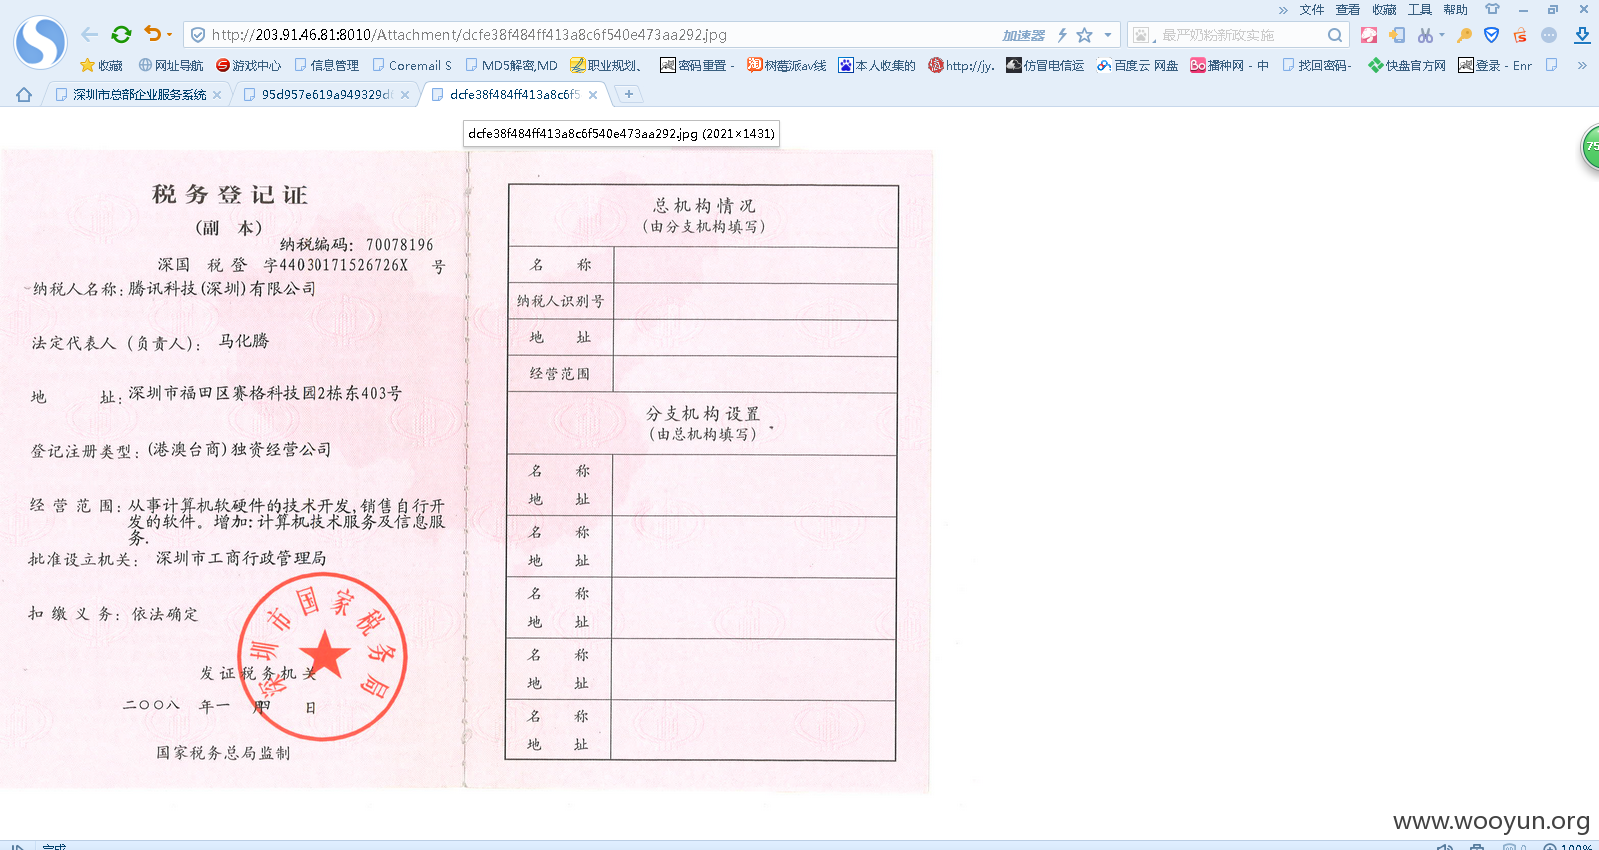 » 文件 查看 收藏 工具 帮助
http://203.91.46.81:8010/Attachment/dcfe38f484ff413a8c6f540e473aa292.jpg
加速器
最严奶粉新政实施
收藏 网址导航 游戏中心 信息管理 Coremail S MD5解密,MD 职业规划、 密码重置 - 树莓派av线 本人收集的 http://jy. 仿冒电信运 百度云 网盘 播种网 - 中 找回密码- 快盘官方网 登录 - Enr »
深圳市总部企业服务系统
95d957e619a949329d
dcfe38f484ff413a8c6f5
dcfe38f484ff413a8c6f540e473aa292.jpg (2021×1431)
75
税务登记证
(副 本)
纳税编码: 70078196
深国 税登 字44030171526726X 号
纳税人名称: 腾讯科技(深圳)有限公司
法定代表人(负责人): 马化腾
地 址: 深圳市福田区赛格科技园2栋东403号
登记注册类型: (港澳台商)独资经营公司
经营范围: 从事计算机软硬件的技术开发,销售自行开
发的软件。增加:计算机技术服务及信息服
务.
批准设立机关: 深圳市工商行政管理局
扣缴义务: 依法确定
深圳市国家税务局
发证税务机关
二〇〇八 年一 月四 日
国家税务总局监制
总机构情况
(由分支机构填写)
名 称
纳税人识别号
地 址
经营范围
分支机构设置
(由总机构填写)
名 称
地 址
名 称
地 址
名 称
地 址
名 称
地 址
名 称
地 址
www.wooyun.org
完成
100%